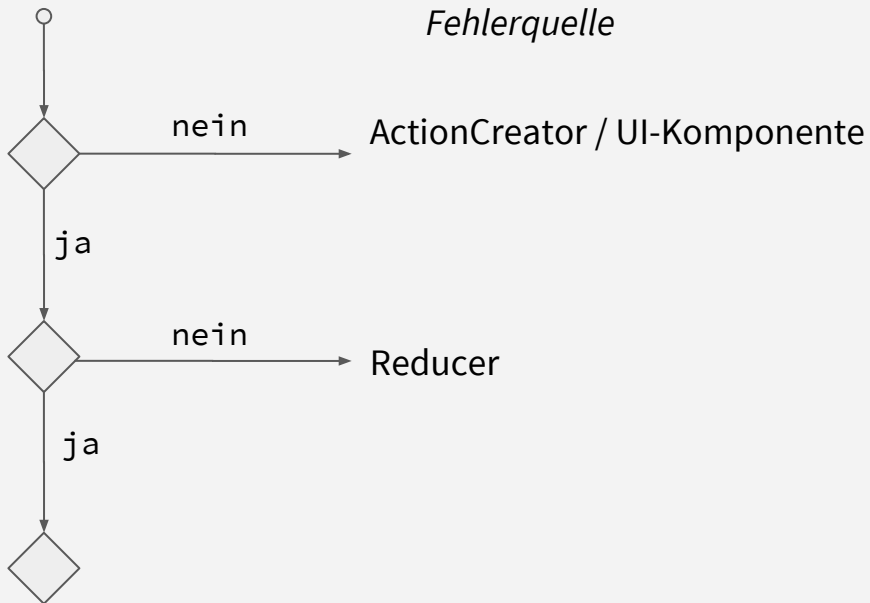 Fehlerquelle
nein
ActionCreator / UI-Komponente
ja
nein
Reducer
ja